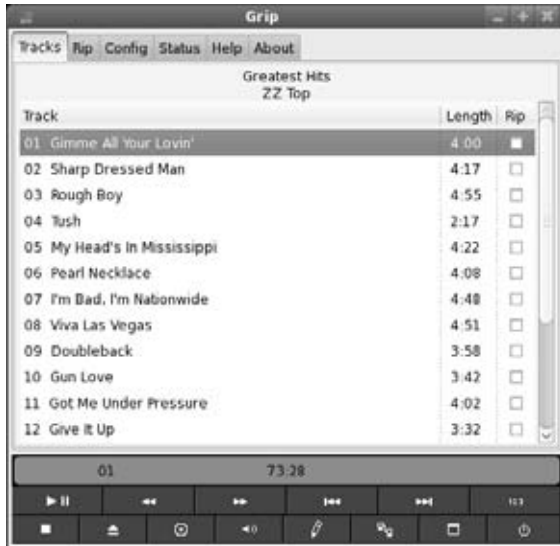 Grip
Tracks Rip Config Status Help About
Greatest Hits
ZZ Top
Track Length Rip
01 Gimme All Your Lovin' 4:00
02 Sharp Dressed Man 4:17
03 Rough Boy 4:55
04 Tush 2:17
05 My Head's In Mississippi 4:22
06 Pearl Necklace 4:08
07 I'm Bad, I'm Nationwide 4:48
08 Viva Las Vegas 4:51
09 Doubleback 3:58
10 Gun Love 3:42
11 Got Me Under Pressure 4:02
12 Give It Up 3:32
01 73:28
123